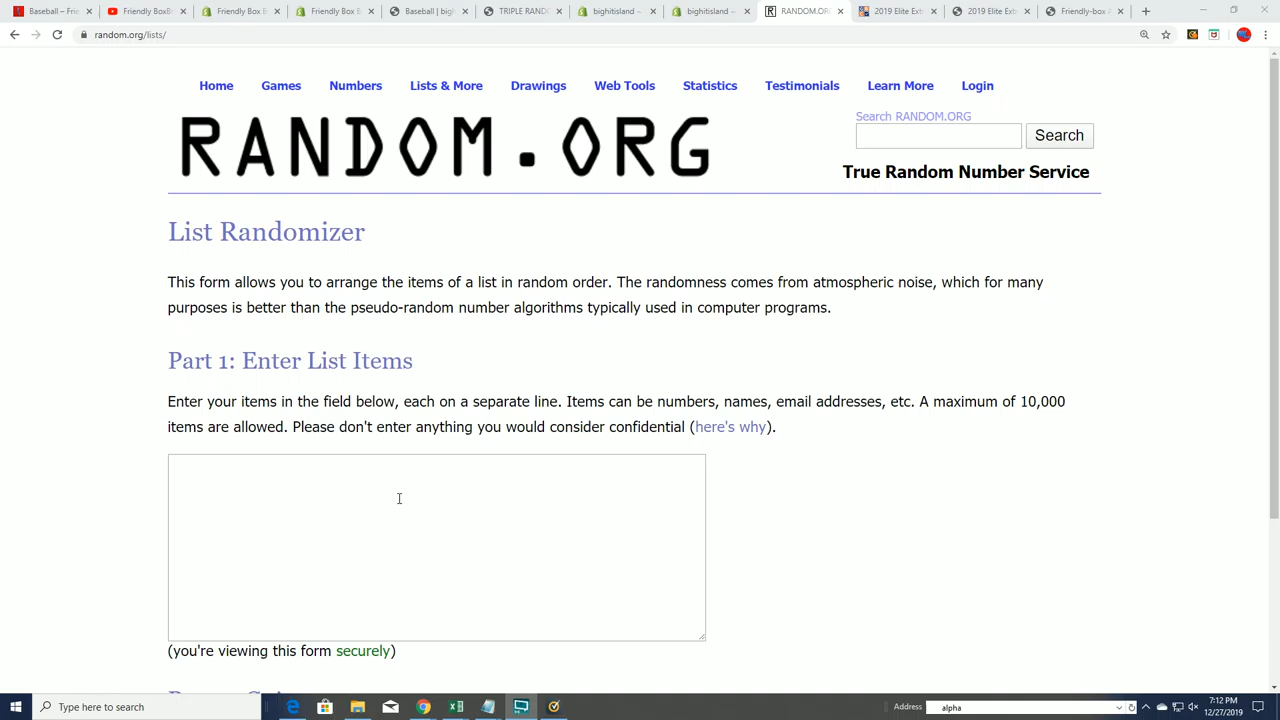 Baseball – Frie
Friendly BoxBr
Friendly Box B
Friendly Box B
Baseball | bigh
TRIPLE RAND
bighitisland –
bighitisland –
RANDOM.OR
2019 Elite Ext
2019 Elite Ext
Friendly-box A
random.org/lists/
Home Games Numbers Lists & More Drawings Web Tools Statistics Testimonials Learn More Login
RANDOM.ORG
Search RANDOM.ORG
Search
True Random Number Service
List Randomizer
This form allows you to arrange the items of a list in random order. The randomness comes from atmospheric noise, which for many
purposes is better than the pseudo-random number algorithms typically used in computer programs.
Part 1: Enter List Items
Enter your items in the field below, each on a separate line. Items can be numbers, names, email addresses, etc. A maximum of 10,000
items are allowed. Please don't enter anything you would consider confidential (here's why).
(you're viewing this form securely)
Type here to search
Address
alpha
7:12 PM
12/27/2019